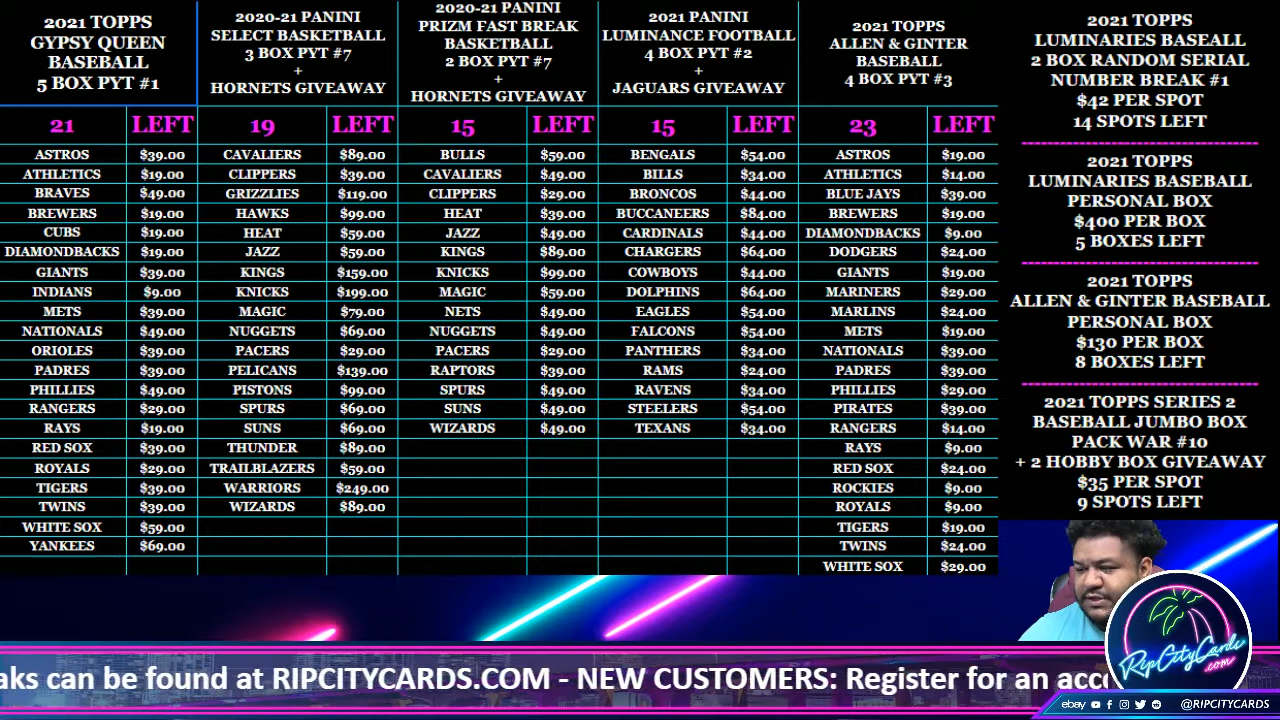 2021 TOPPS
GYPSY QUEEN
BASEBALL
5 BOX PYT #1
21 LEFT
ASTROS $39.00
ATHLETICS $19.00
BRAVES $49.00
BREWERS $19.00
CUBS $19.00
DIAMONDBACKS $19.00
GIANTS $39.00
INDIANS $9.00
METS $39.00
NATIONALS $49.00
ORIOLES $39.00
PADRES $39.00
PHILLIES $49.00
RANGERS $29.00
RAYS $19.00
RED SOX $39.00
ROYALS $29.00
TIGERS $39.00
TWINS $39.00
WHITE SOX $59.00
YANKEES $69.00
2020-21 PANINI
SELECT BASKETBALL
3 BOX PYT #7
+
HORNETS GIVEAWAY
19 LEFT
CAVALIERS $89.00
CLIPPERS $39.00
GRIZZLIES $119.00
HAWKS $99.00
HEAT $59.00
JAZZ $59.00
KINGS $159.00
KNICKS $199.00
MAGIC $79.00
NUGGETS $69.00
PACERS $29.00
PELICANS $139.00
PISTONS $99.00
SPURS $69.00
SUNS $69.00
THUNDER $89.00
TRAILBLAZERS $59.00
WARRIORS $249.00
WIZARDS $89.00
2020-21 PANINI
PRIZM FAST BREAK
BASKETBALL
2 BOX PYT #7
+
HORNETS GIVEAWAY
15 LEFT
BULLS $59.00
CAVALIERS $49.00
CLIPPERS $29.00
HEAT $39.00
JAZZ $49.00
KINGS $89.00
KNICKS $99.00
MAGIC $59.00
NETS $49.00
NUGGETS $49.00
PACERS $29.00
RAPTORS $39.00
SPURS $49.00
SUNS $49.00
WIZARDS $49.00
2021 PANINI
LUMINANCE FOOTBALL
4 BOX PYT #2
+
JAGUARS GIVEAWAY
15 LEFT
BENGALS $54.00
BILLS $34.00
BRONCOS $44.00
BUCCANEERS $84.00
CARDINALS $44.00
CHARGERS $64.00
COWBOYS $44.00
DOLPHINS $64.00
EAGLES $54.00
FALCONS $54.00
PANTHERS $34.00
RAMS $24.00
RAVENS $34.00
STEELERS $54.00
TEXANS $34.00
2021 TOPPS
ALLEN & GINTER
BASEBALL
4 BOX PYT #3
23 LEFT
ASTROS $19.00
ATHLETICS $14.00
BLUE JAYS $39.00
BREWERS $19.00
DIAMONDBACKS $9.00
DODGERS $24.00
GIANTS $19.00
MARINERS $29.00
MARLINS $24.00
METS $19.00
NATIONALS $39.00
PADRES $39.00
PHILLIES $29.00
PIRATES $39.00
RANGERS $14.00
RAYS $9.00
RED SOX $24.00
ROCKIES $9.00
ROYALS $9.00
TIGERS $19.00
TWINS $24.00
WHITE SOX $29.00
2021 TOPPS
LUMINARIES BASEALL
2 BOX RANDOM SERIAL
NUMBER BREAK #1
$42 PER SPOT
14 SPOTS LEFT
2021 TOPPS
LUMINARIES BASEBALL
PERSONAL BOX
$400 PER BOX
5 BOXES LEFT
2021 TOPPS
ALLEN & GINTER BASEBALL
PERSONAL BOX
$130 PER BOX
8 BOXES LEFT
2021 TOPPS SERIES 2
BASEBALL JUMBO BOX
PACK WAR #10
+ 2 HOBBY BOX GIVEAWAY
$35 PER SPOT
9 SPOTS LEFT
RipCityCards
.com
aks can be found at RIPCITYCARDS.COM - NEW CUSTOMERS: Register for an acc
ebay @RIPCITYCARDS